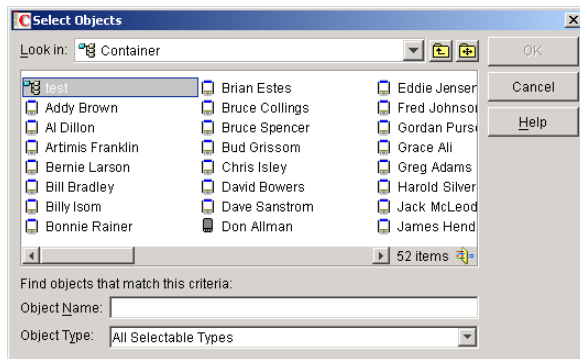 Select Objects
Look in: Container
OK
Cancel
Help
test
Addy Brown
Al Dillon
Artimis Franklin
Bernie Larson
Bill Bradley
Billy Isom
Bonnie Rainer
Brian Estes
Bruce Collings
Bruce Spencer
Bud Grissom
Chris Isley
David Bowers
Dave Sanstrom
Don Allman
Eddie Jensen
Fred Johnso
Gordan Purs
Grace Ali
Greg Adams
Harold Silver
Jack McLeod
James Hend
52 items
Find objects that match this criteria:
Object Name:
Object Type: All Selectable Types